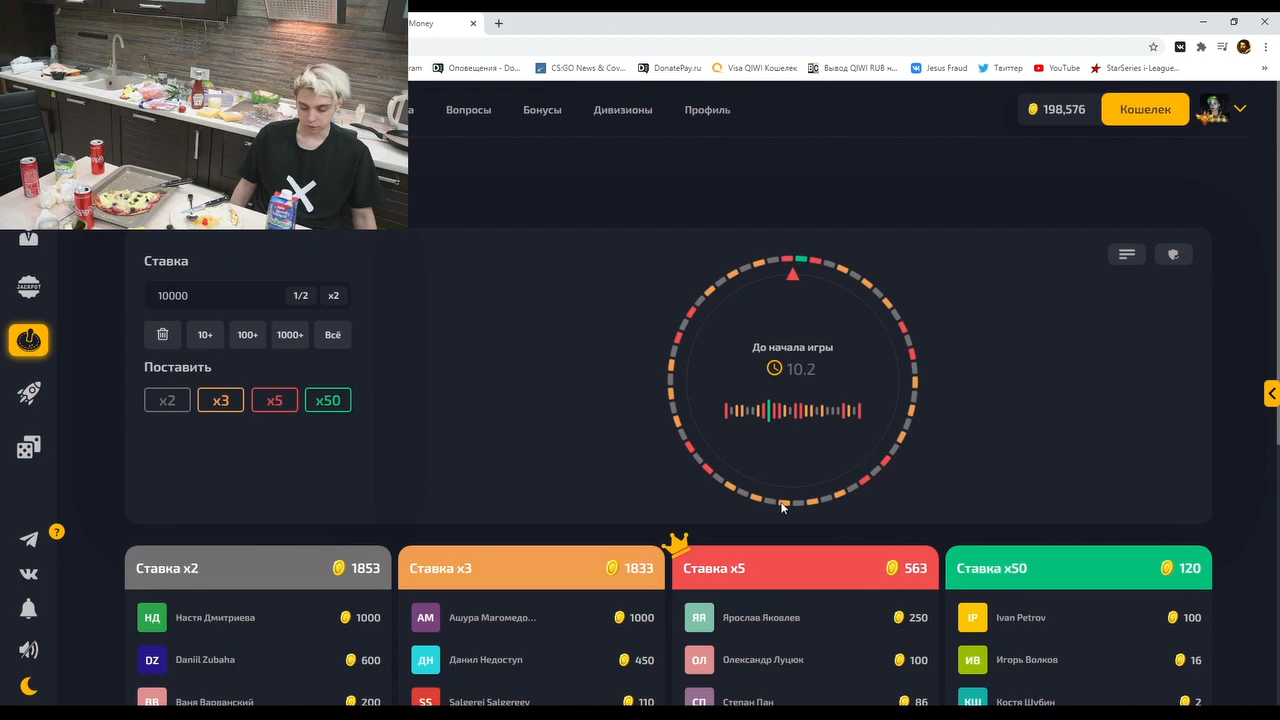 Money
ram
Оповещения - Do...
CS:GO News & Cov...
DonatePay.ru
Visa QIWI Кошелек
Вывод QIWI RUB н...
Jesus Fraud
Твиттер
YouTube
StarSeries i-League...
а
Вопросы
Бонусы
Дивизионы
Профиль
198,576
Кошелек
Ставка
10000
1/2
x2
10+
100+
1000+
Всё
Поставить
x2
x3
x5
x50
До начала игры
10.2
JACKPOT
?
Ставка x2
1853
Ставка x3
1833
Ставка x5
563
Ставка x50
120
НД
Настя Дмитриева
1000
АМ
Ашура Магомедо...
1000
ЯЯ
Ярослав Яковлев
250
IP
Ivan Petrov
100
DZ
Daniil Zubaha
600
ДН
Данил Недоступ
450
ОЛ
Олександр Луцюк
100
ИВ
Игорь Волков
16
ВВ
Ваня Варванский
200
SS
Salgerei Salgereev
110
СП
Степан Пан
86
КШ
Костя Шубин
2